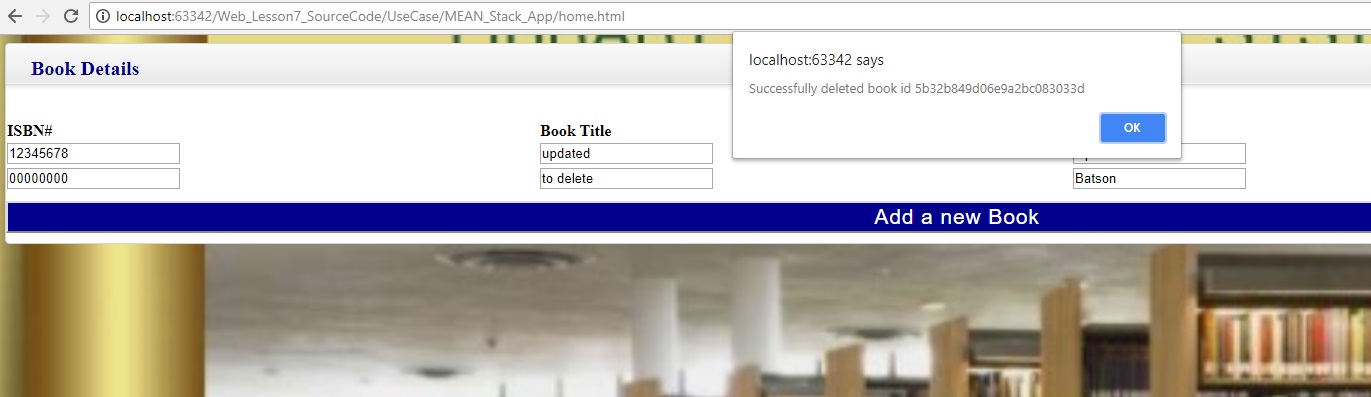 localhost:63342/Web_Lesson7_SourceCode/UseCase/MEAN_Stack_App/home.html
localhost:63342 says
Successfully deleted book id 5b32b849d06e9a2bc083033d
OK
Book Details
ISBN#
Book Title
12345678
updated
00000000
to delete
Batson
Add a new Book